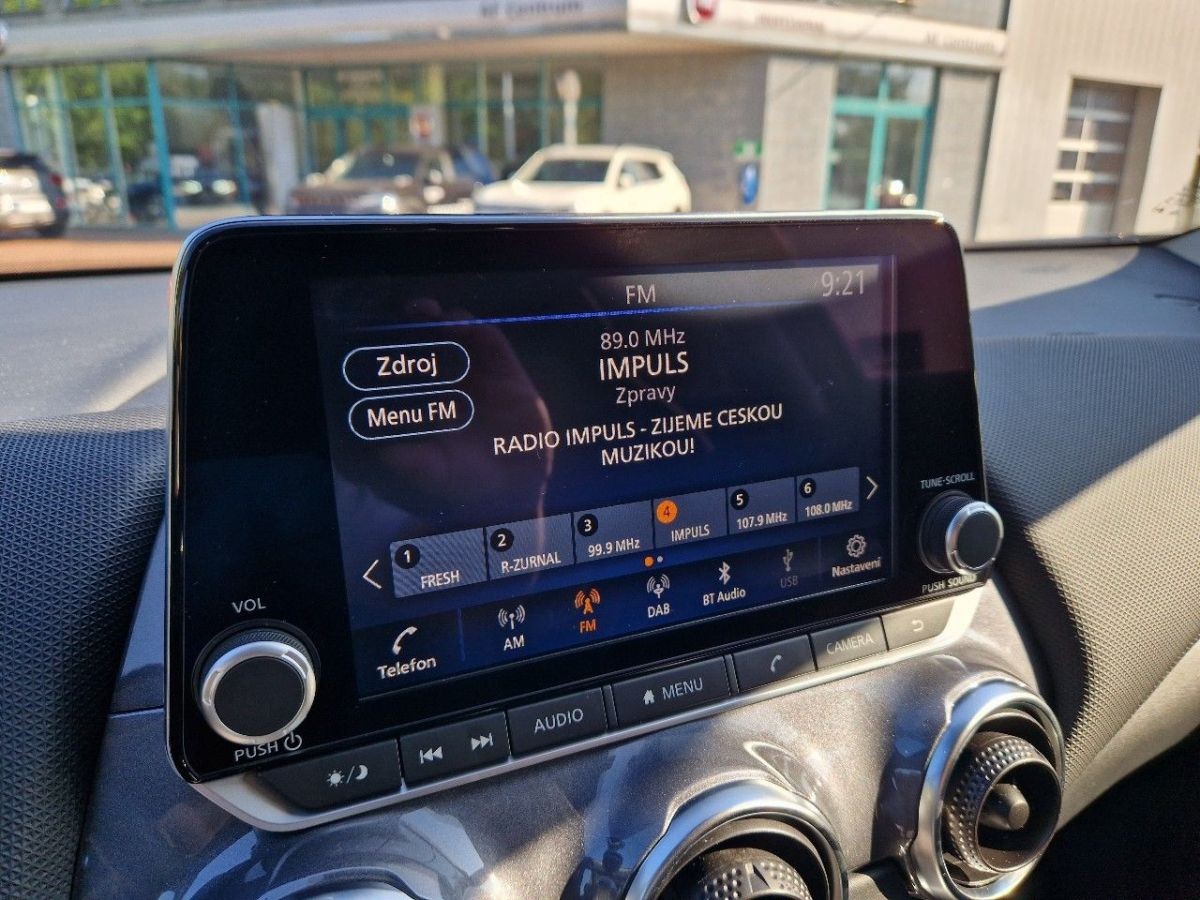 FM
9:21
89.0 MHz
IMPULS
Zpravy
RADIO IMPULS - ZIJEME CESKOU
MUZIKOU!
Zdroj
Menu FM
1 FRESH
2 R-ZURNAL
3 99.9 MHz
4 IMPULS
5 107.9 MHz
6 108.0 MHz
Telefon
AM
FM
DAB
BT Audio
USB
Nastavení
VOL
PUSH
TUNE·SCROLL
PUSH SOUND
AUDIO
MENU
CAMERA